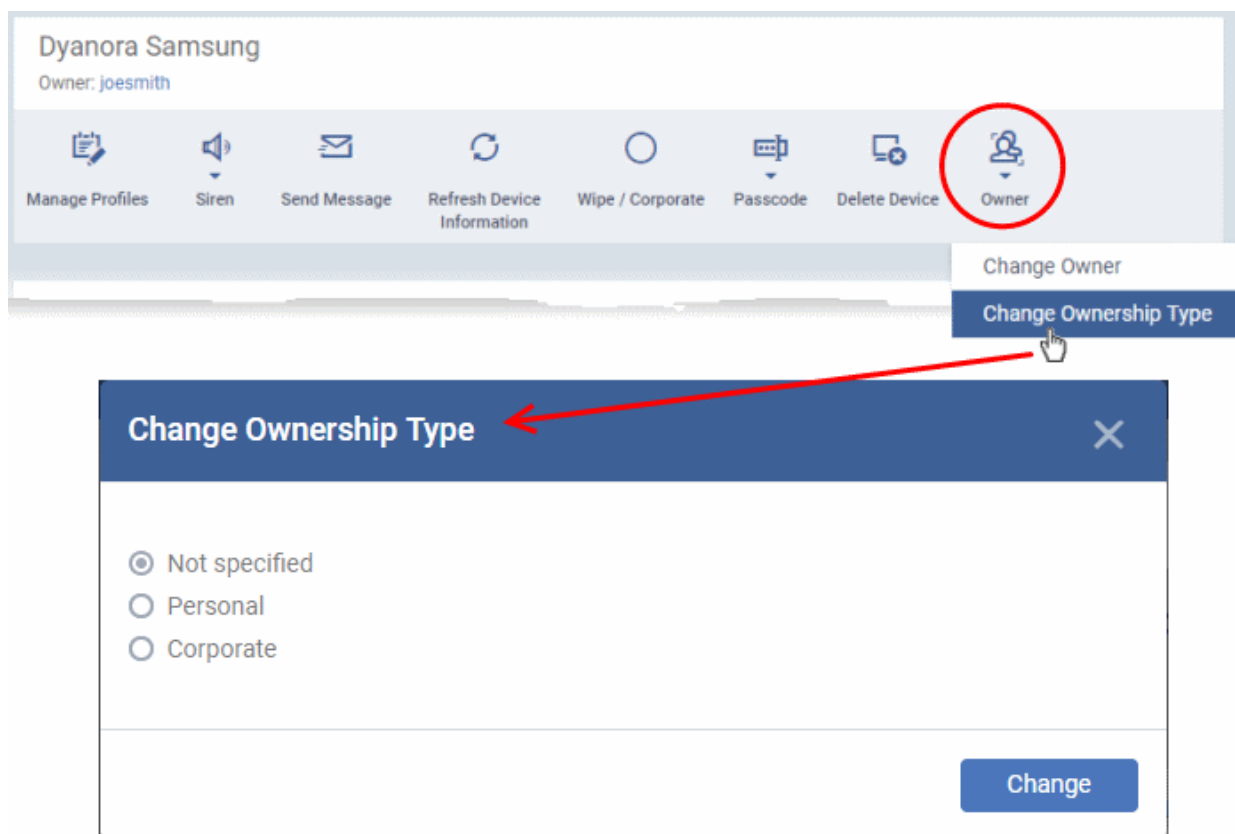 Dyanora Samsung
Owner: joesmith
Manage Profiles
Siren
Send Message
Refresh Device
Information
Wipe / Corporate
Passcode
Delete Device
Owner
Change Owner
Change Ownership Type
Change Ownership Type
Not specified
Personal
Corporate
Change